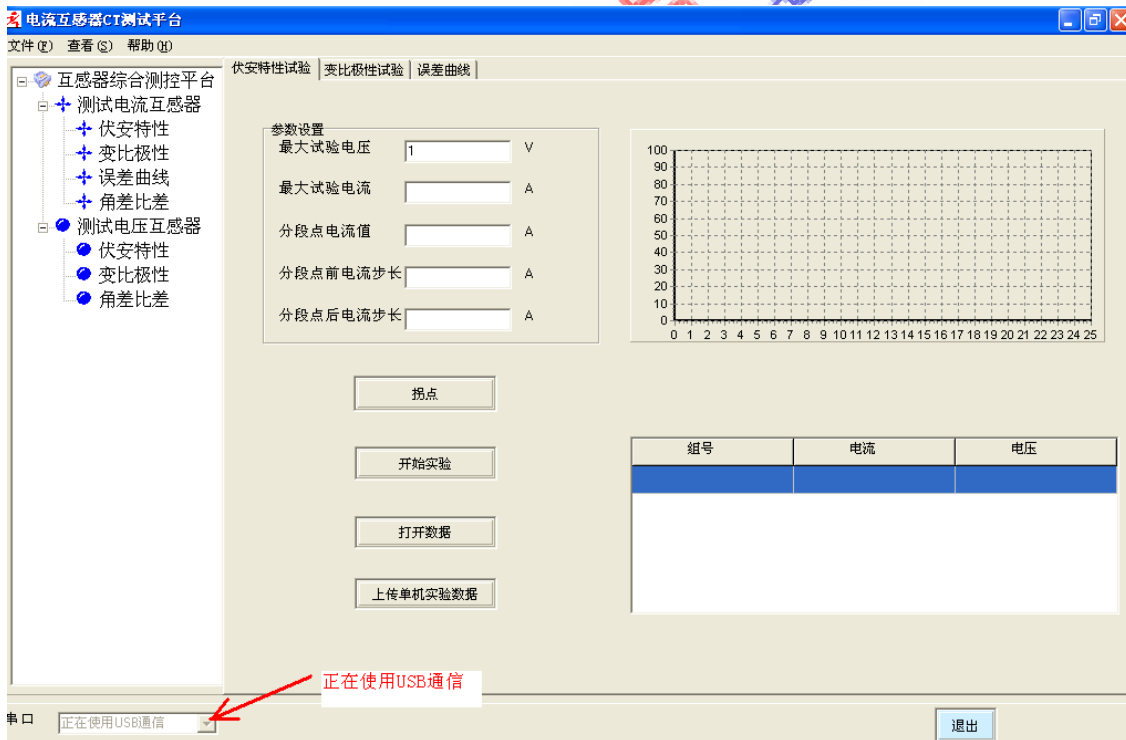 电流互感器CT测试平台
文件(F) 查看(S) 帮助(H)
互感器综合测控平台
测试电流互感器
伏安特性
变比极性
误差曲线
角差比差
测试电压互感器
伏安特性
变比极性
角差比差
伏安特性试验 变比极性试验 误差曲线
参数设置
最大试验电压 1 V
最大试验电流 A
分段点电流值 A
分段点前电流步长 A
分段点后电流步长 A
拐点
开始实验
打开数据
上传单机实验数据
100
90
80
70
60
50
40
30
20
10
0
0 1 2 3 4 5 6 7 8 9 10 11 12 13 14 15 16 17 18 19 20 21 22 23 24 25
组号 电流 电压
正在使用USB通信
串口 正在使用USB通信
退出